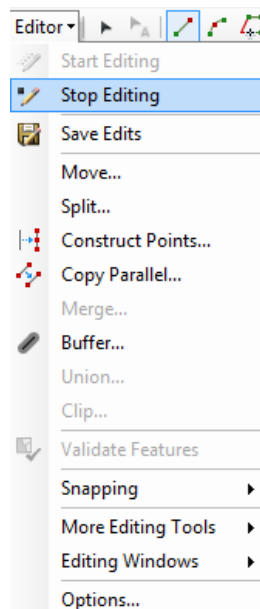 Editor
Start Editing
Stop Editing
Save Edits
Move...
Split...
Construct Points...
Copy Parallel...
Merge...
Buffer...
Union...
Clip...
Validate Features
Snapping
More Editing Tools
Editing Windows
Options...